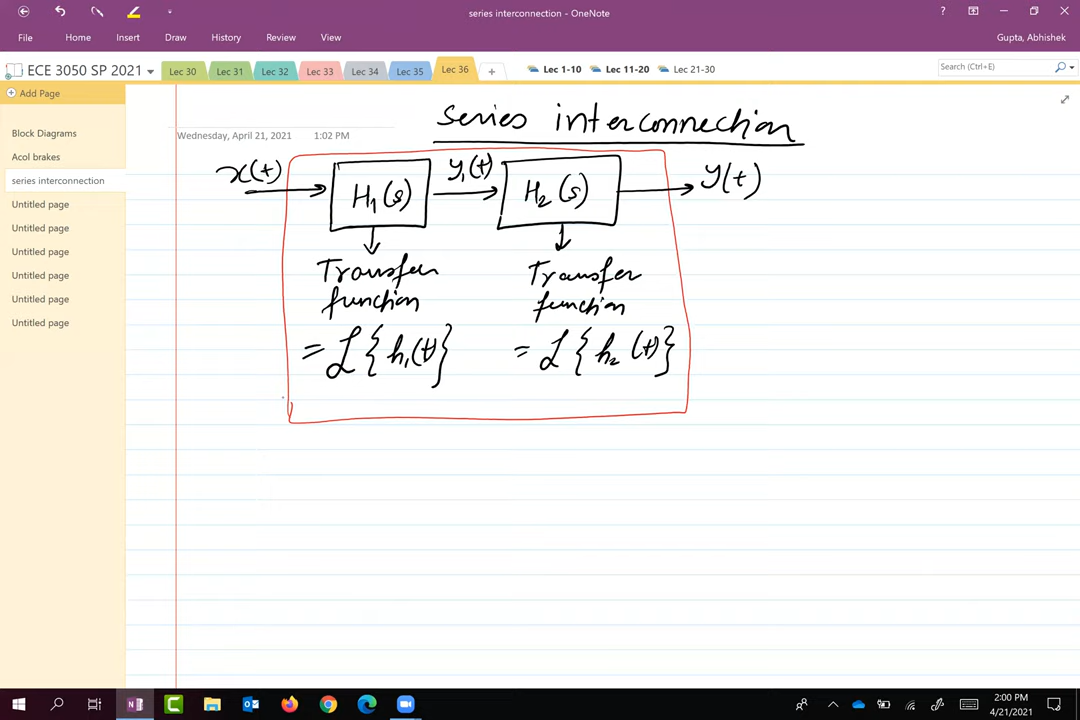 series interconnection - OneNote
?
File
Home
Insert
Draw
History
Review
View
Gupta, Abhishek
ECE 3050 SP 2021
Lec 30
Lec 31
Lec 32
Lec 33
Lec 34
Lec 35
Lec 36
+
Lec 1-10
Lec 11-20
Lec 21-30
Search (Ctrl+E)
Add Page
Block Diagrams
Acol brakes
series interconnection
Untitled page
Untitled page
Untitled page
Untitled page
Untitled page
Untitled page
Series interconnection
Wednesday, April 21, 2021 1:02 PM
x(t) H₁(s) y₁(t) H₂(s) y(t)
Transfer Transfer
function function
= ℒ{h₁(t)} = ℒ{h₂(t)}
2:00 PM
4/21/2021